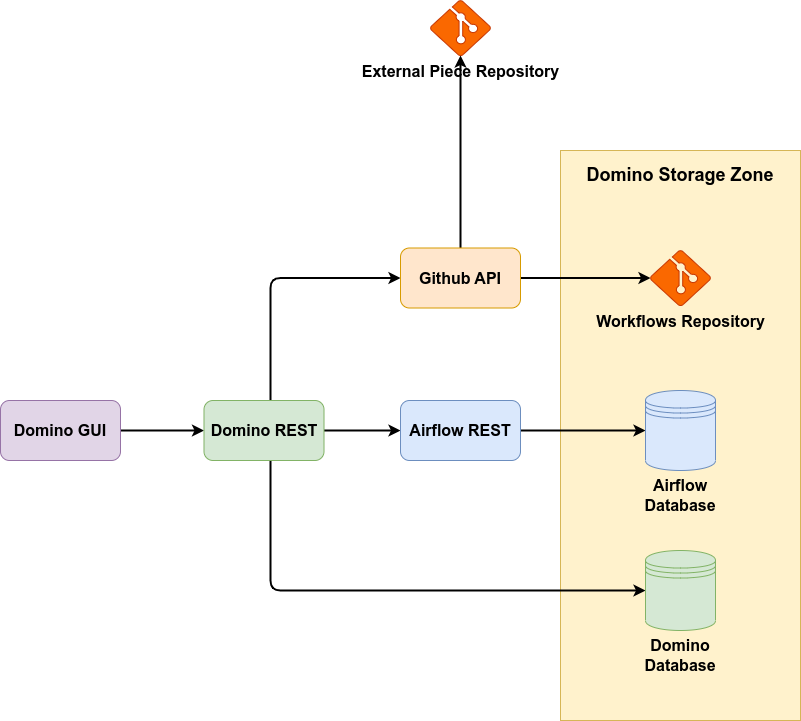 External Piece Repository
Domino Storage Zone
Github API
Workflows Repository
Domino GUI
Domino REST
Airflow REST
Airflow
Database
Domino
Database